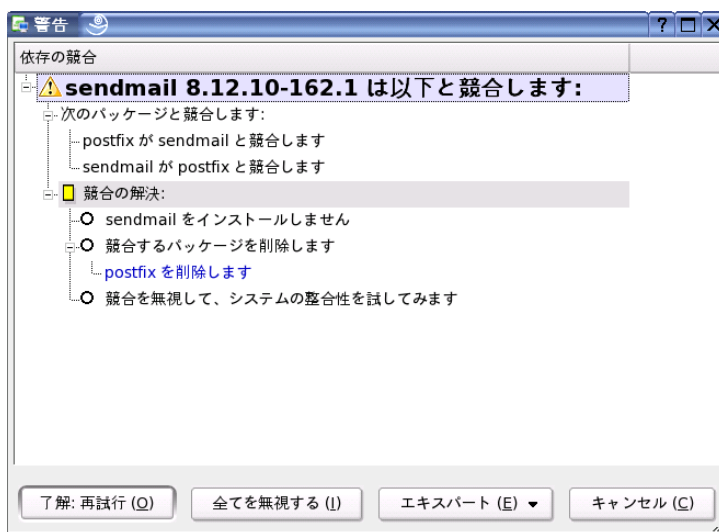 警告
依存の競合
sendmail 8.12.10-162.1 は以下と競合します:
次のパッケージと競合します:
postfix が sendmail と競合します
sendmail が postfix と競合します
競合の解決:
sendmail をインストールしません
競合するパッケージを削除します
postfix を削除します
競合を無視して、システムの整合性を試してみます
了解: 再試行 (O) 全てを無視する (I) エキスパート (E) キャンセル (C)